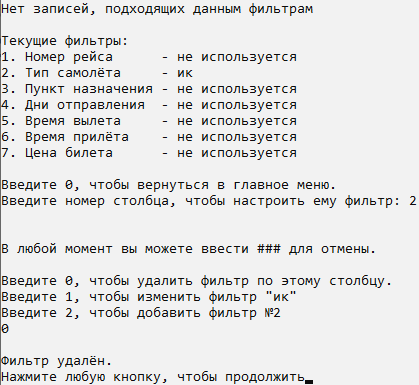 Нет записей, подходящих данным фильтрам
Текущие фильтры:
1. Номер рейса - не используется
2. Тип самолёта - ик
3. Пункт назначения - не используется
4. Дни отправления - не используется
5. Время вылета - не используется
6. Время прилёта - не используется
7. Цена билета - не используется
Введите 0, чтобы вернуться в главное меню.
Введите номер столбца, чтобы настроить ему фильтр: 2
В любой момент вы можете ввести ### для отмены.
Введите 0, чтобы удалить фильтр по этому столбцу.
Введите 1, чтобы изменить фильтр "ик"
Введите 2, чтобы добавить фильтр №2
0
Фильтр удалён.
Нажмите любую кнопку, чтобы продолжить